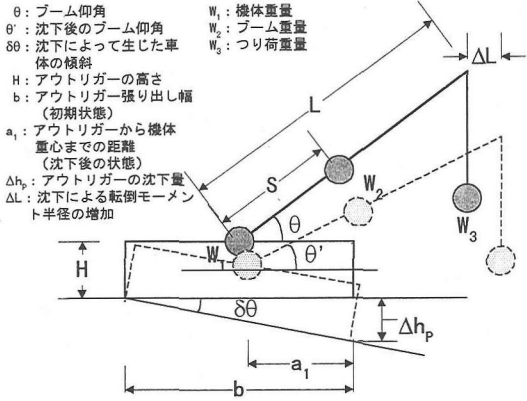 θ：ブーム仰角
θ'：沈下後のブーム仰角
δθ：沈下によって生じた車
体の傾斜
H：アウトリガーの高さ
b：アウトリガー張り出し幅
（初期状態）
a₁：アウトリガーから機体
重心までの距離
（沈下後の状態）
Δhₚ：アウトリガーの沈下量
ΔL：沈下による転倒モーメン
ト半径の増加
W₁：機体重量
W₂：ブーム重量
W₃：つり荷重量
ΔL
L
S
W₂
W₃
θ
W₁
θ'
H
δθ
Δhₚ
a₁
b